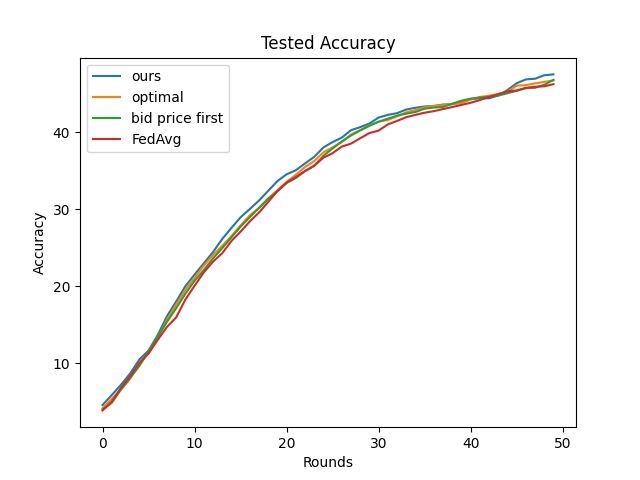 Tested Accuracy
ours
optimal
bid price first
FedAvg
Accuracy
40
30
20
10
0 10 20 30 40 50
Rounds